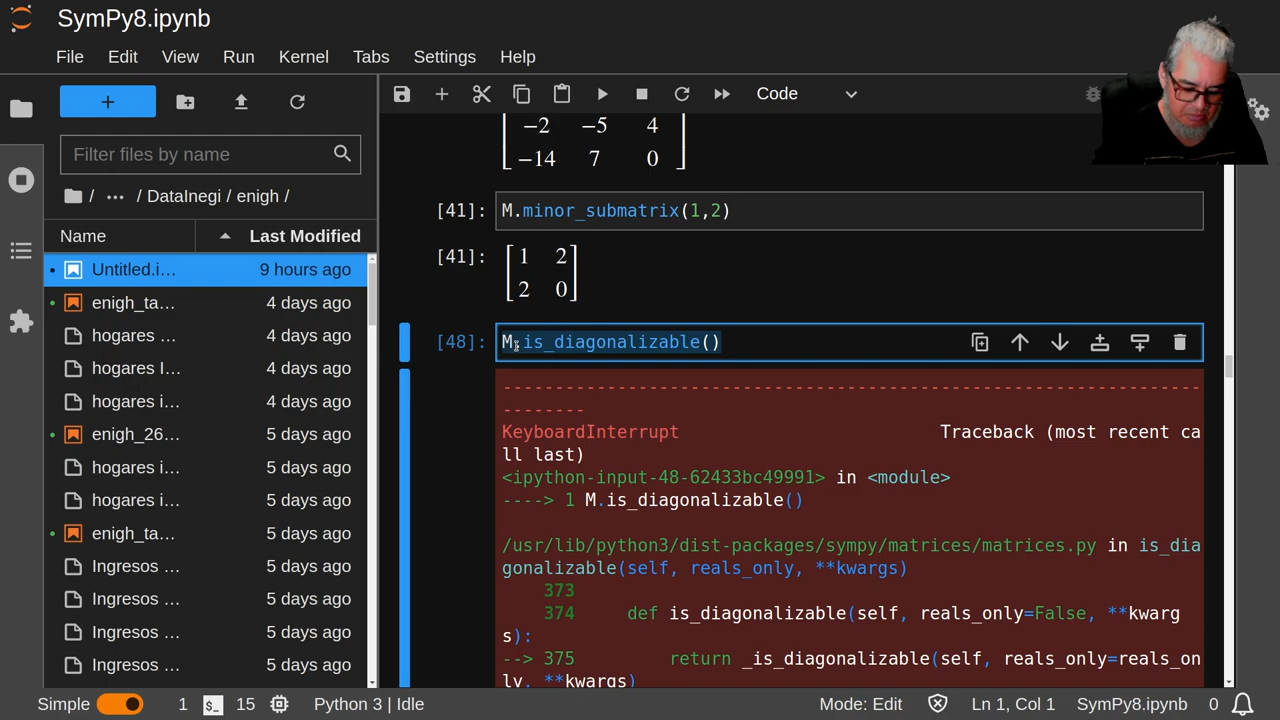 SymPy8.ipynb
File Edit View Run Kernel Tabs Settings Help
+
Code
Filter files by name
/ ··· / DataInegi / enigh /
Name Last Modified
Untitled.i… 9 hours ago
enigh_ta… 4 days ago
hogares … 4 days ago
hogares I… 4 days ago
hogares i… 4 days ago
enigh_26… 5 days ago
hogares i… 5 days ago
hogares i… 5 days ago
enigh_ta… 5 days ago
Ingresos … 5 days ago
Ingresos … 5 days ago
Ingresos … 5 days ago
Ingresos … 5 days ago
−2 −5 4
−14 7 0
[41]: M.minor_submatrix(1,2)
[41]: 1 2
2 0
[48]: M.is_diagonalizable()
-------------------------------------------------------------------
--------
KeyboardInterrupt Traceback (most recent ca
ll last)
<ipython-input-48-62433bc49991> in <module>
----> 1 M.is_diagonalizable()
/usr/lib/python3/dist-packages/sympy/matrices/matrices.py in is_dia
gonalizable(self, reals_only, **kwargs)
373
374 def is_diagonalizable(self, reals_only=False, **kwarg
s):
--> 375 return _is_diagonalizable(self, reals_only=reals_on
ly, **kwargs)
Simple 1 15 Python 3 | Idle Mode: Edit Ln 1, Col 1 SymPy8.ipynb 0